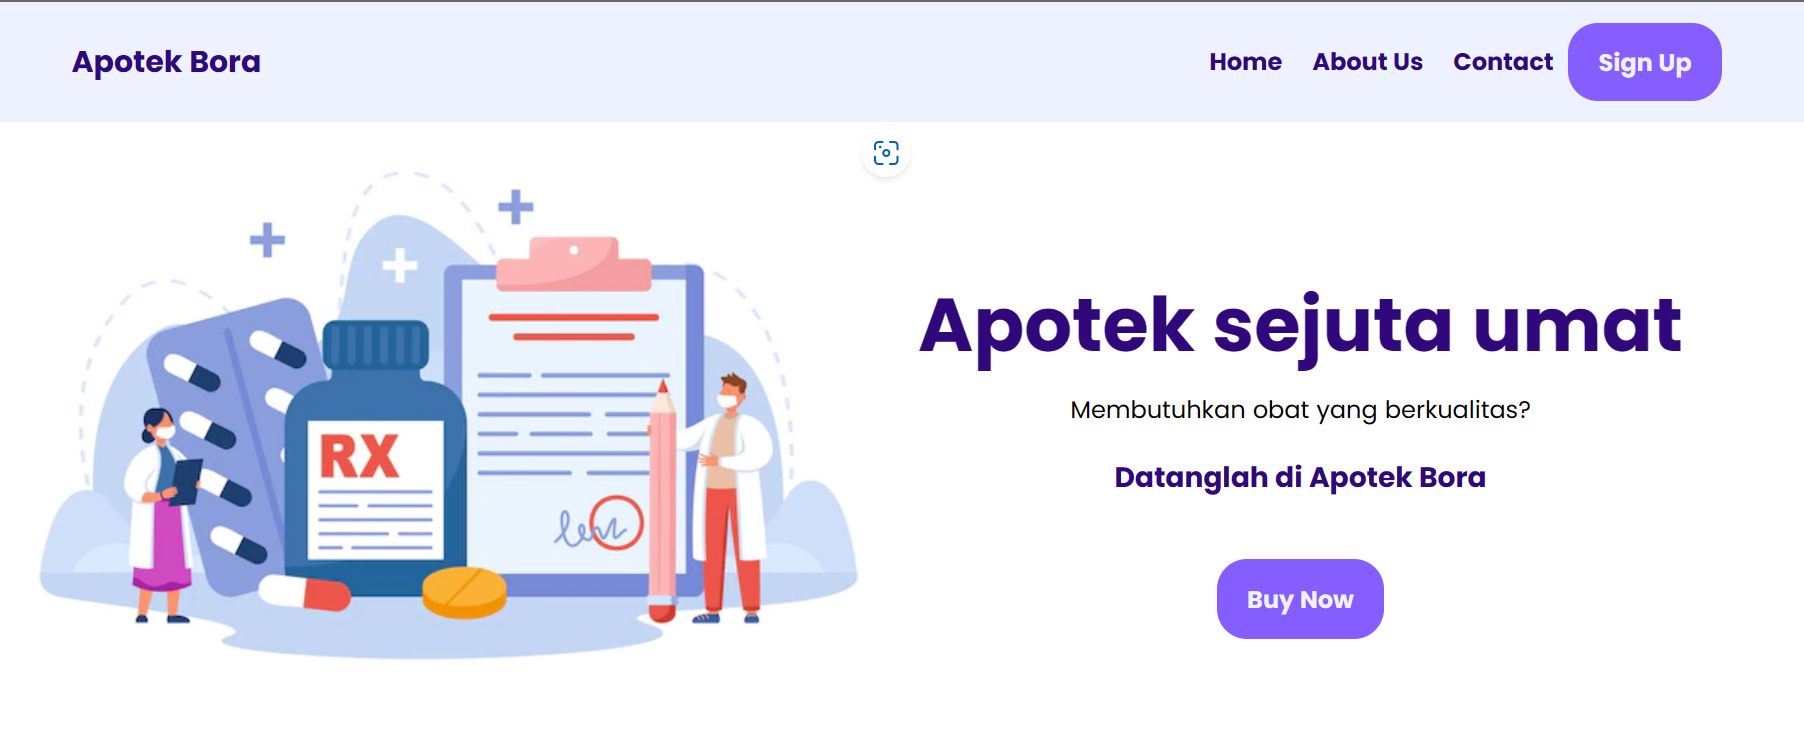 Apotek Bora
Home About Us Contact Sign Up
RX
Apotek sejuta umat
Membutuhkan obat yang berkualitas?
Datanglah di Apotek Bora
Buy Now